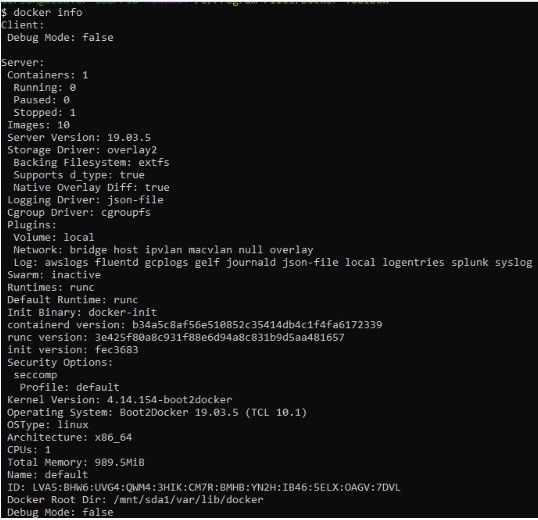 $ docker info
Client:
 Debug Mode: false

Server:
 Containers: 1
  Running: 0
  Paused: 0
  Stopped: 1
 Images: 10
 Server Version: 19.03.5
 Storage Driver: overlay2
  Backing Filesystem: extfs
  Supports d_type: true
  Native Overlay Diff: true
 Logging Driver: json-file
 Cgroup Driver: cgroupfs
 Plugins:
  Volume: local
  Network: bridge host ipvlan macvlan null overlay
  Log: awslogs fluentd gcplogs gelf journald json-file local logentries splunk syslog
 Swarm: inactive
 Runtimes: runc
 Default Runtime: runc
 Init Binary: docker-init
 containerd version: b34a5c8af56e510852c35414db4c1f4fa6172339
 runc version: 3e425f80a8c931f88e6d94a8c831b9d5aa481657
 init version: fec3683
 Security Options:
  seccomp
   Profile: default
 Kernel Version: 4.14.154-boot2docker
 Operating System: Boot2Docker 19.03.5 (TCL 10.1)
 OSType: linux
 Architecture: x86_64
 CPUs: 1
 Total Memory: 989.5MiB
 Name: default
 ID: LVA5:BHW6:UVG4:QWM4:3HIK:CM7R:BMHB:YN2H:IB46:5ELX:OAGV:7DVL
 Docker Root Dir: /mnt/sda1/var/lib/docker
 Debug Mode: false